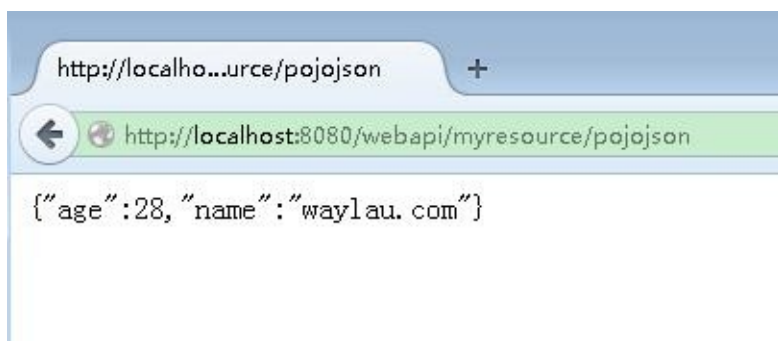 http://localho...urce/pojojson
http://localhost:8080/webapi/myresource/pojojson
{"age":28,"name":"waylau.com"}